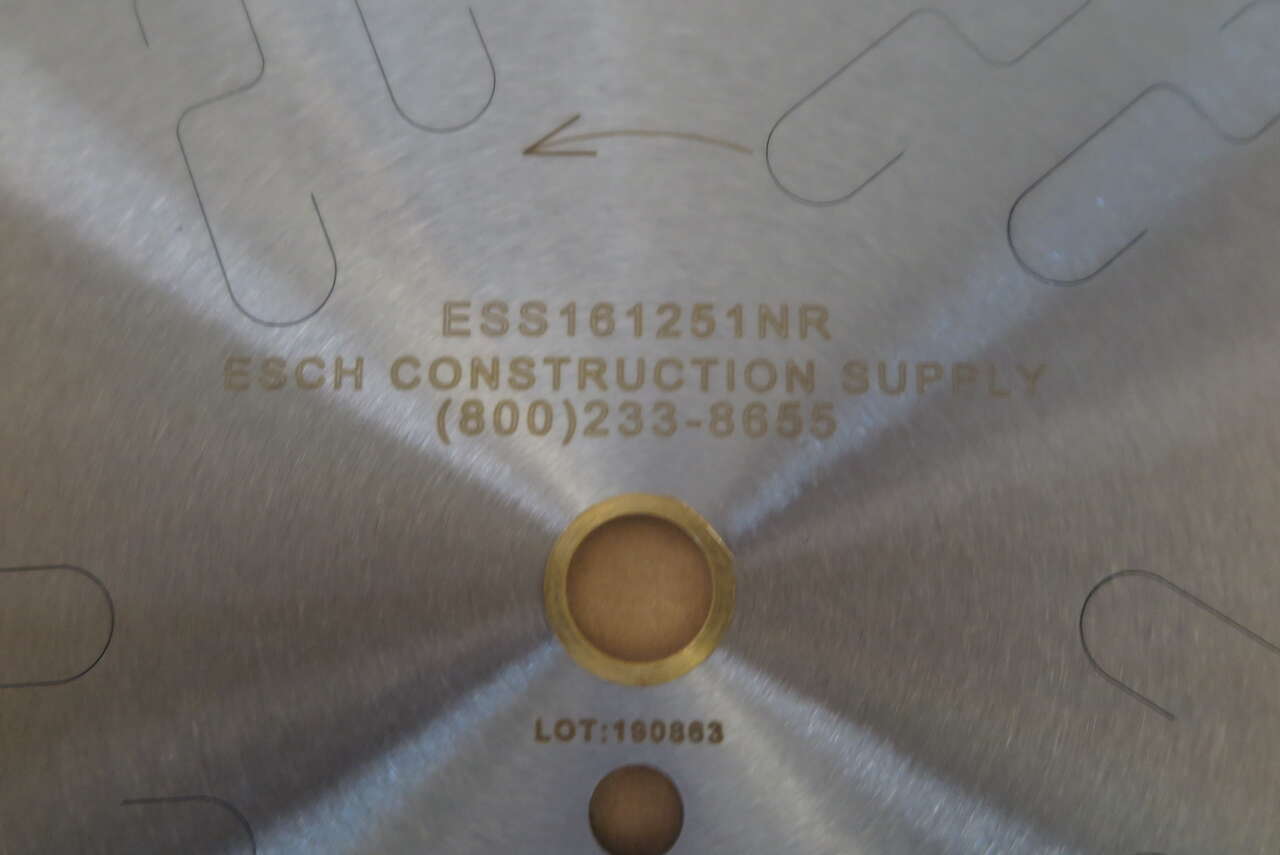 ESS161251NR
ESCH CONSTRUCTION SUPPLY
(800)233-8655
LOT:190863